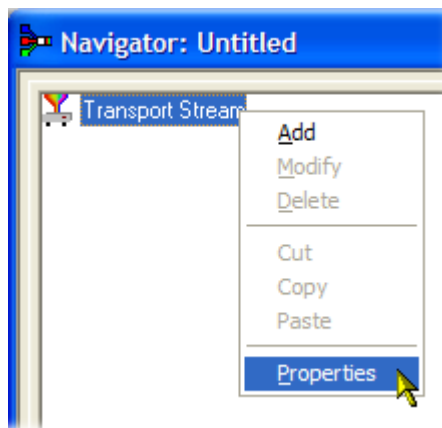 Navigator: Untitled
Transport Stream
Add
Modify
Delete
Cut
Copy
Paste
Properties